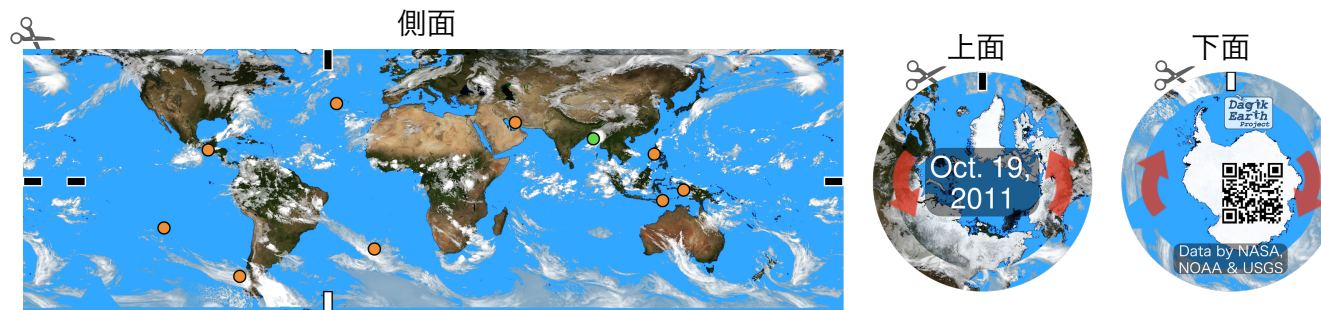 側面
上面
下面
Oct. 19,
2011
Dagik
Earth
Project
Data by NASA,
NOAA & USGS